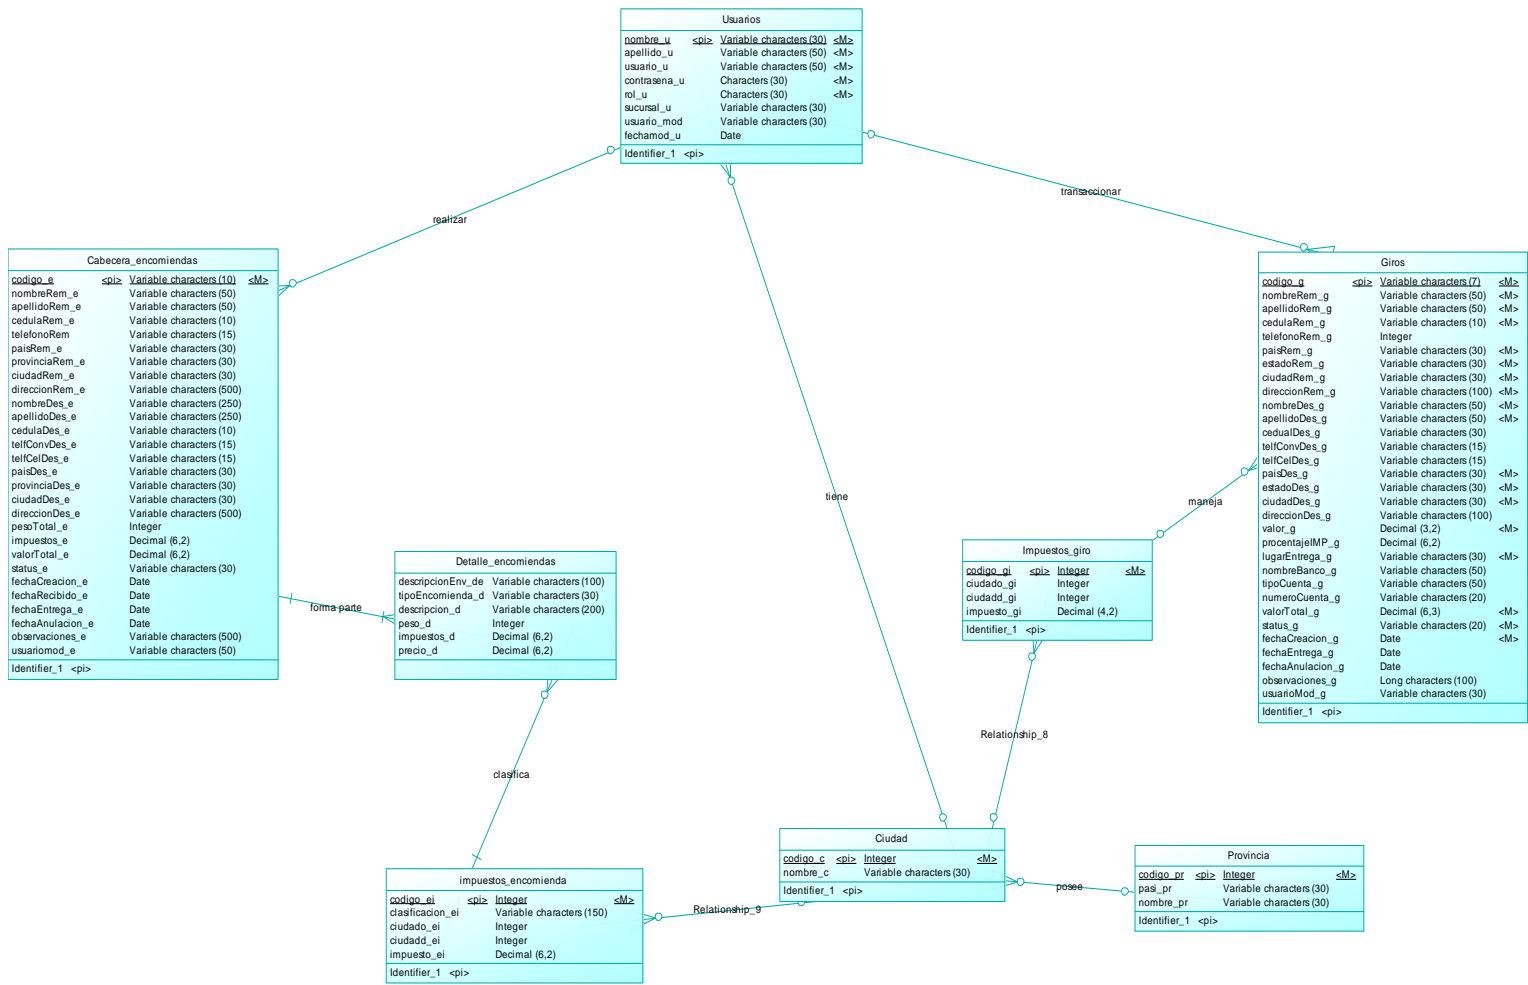 Usuarios
nombre_u <pi> Variable characters (30) <M>
apellido_u Variable characters (50) <M>
usuario_u Variable characters (50) <M>
contrasena_u Characters (30) <M>
rol_u Characters (30) <M>
sucursal_u Variable characters (30)
usuario_mod Variable characters (30)
fechamod_u Date
Identifier_1 <pi>
realizar
transaccionar
Cabecera_encomiendas
codigo_e <pi> Variable characters (10) <M>
nombreRem_e Variable characters (50)
apellidoRem_e Variable characters (50)
cedulaRem_e Variable characters (10)
telefonoRem Variable characters (15)
paisRem_e Variable characters (30)
provinciaRem_e Variable characters (30)
ciudadRem_e Variable characters (30)
direccionRem_e Variable characters (500)
nombreDes_e Variable characters (250)
apellidoDes_e Variable characters (250)
cedulaDes_e Variable characters (10)
telfConvDes_e Variable characters (15)
telfCelDes_e Variable characters (15)
paisDes_e Variable characters (30)
provinciaDes_e Variable characters (30)
ciudadDes_e Variable characters (30)
direccionDes_e Variable characters (500)
pesoTotal_e Integer
impuestos_e Decimal (6,2)
valorTotal_e Decimal (6,2)
status_e Variable characters (30)
fechaCreacion_e Date
fechaRecibido_e Date
fechaEntrega_e Date
fechaAnulacion_e Date
observaciones_e Variable characters (500)
usuariomod_e Variable characters (50)
Identifier_1 <pi>
Giros
codigo_g <pi> Variable characters (7) <M>
nombreRem_g Variable characters (50) <M>
apellidoRem_g Variable characters (50) <M>
cedulaRem_g Variable characters (10) <M>
telefonoRem_g Integer
paisRem_g Variable characters (30) <M>
estadoRem_g Variable characters (30) <M>
ciudadRem_g Variable characters (30) <M>
direccionRem_g Variable characters (100) <M>
nombreDes_g Variable characters (50) <M>
apellidoDes_g Variable characters (50) <M>
cedualDes_g Variable characters (30)
telfConvDes_g Variable characters (15)
telfCelDes_g Variable characters (15)
paisDes_g Variable characters (30) <M>
estadoDes_g Variable characters (30) <M>
ciudadDes_g Variable characters (30) <M>
direccionDes_g Variable characters (100)
valor_g Decimal (3,2) <M>
procentajeIMP_g Decimal (6,2)
lugarEntrega_g Variable characters (30) <M>
nombreBanco_g Variable characters (50)
tipoCuenta_g Variable characters (50)
numeroCuenta_g Variable characters (20)
valorTotal_g Decimal (6,3) <M>
status_g Variable characters (20) <M>
fechaCreacion_g Date <M>
fechaEntrega_g Date
fechaAnulacion_g Date
observaciones_g Long characters (100)
usuarioMod_g Variable characters (30)
Identifier_1 <pi>
tiene
maneja
forma parte
Detalle_encomiendas
descripcionEnv_de Variable characters (100)
tipoEncomienda_d Variable characters (30)
descripcion_d Variable characters (200)
peso_d Integer
impuestos_d Decimal (6,2)
precio_d Decimal (6,2)
Impuestos_giro
codigo_gi <pi> Integer <M>
ciudado_gi Integer
ciudadd_gi Integer
impuesto_gi Decimal (4,2)
Identifier_1 <pi>
Relationship_8
clasifica
Ciudad
codigo_c <pi> Integer <M>
nombre_c Variable characters (30)
Identifier_1 <pi>
posee
Provincia
codigo_pr <pi> Integer <M>
pasi_pr Variable characters (30)
nombre_pr Variable characters (30)
Identifier_1 <pi>
impuestos_encomienda
codigo_ei <pi> Integer <M>
clasificacion_ei Variable characters (150)
ciudado_ei Integer
ciudadd_ei Integer
impuesto_ei Decimal (6,2)
Identifier_1 <pi>
Relationship_9